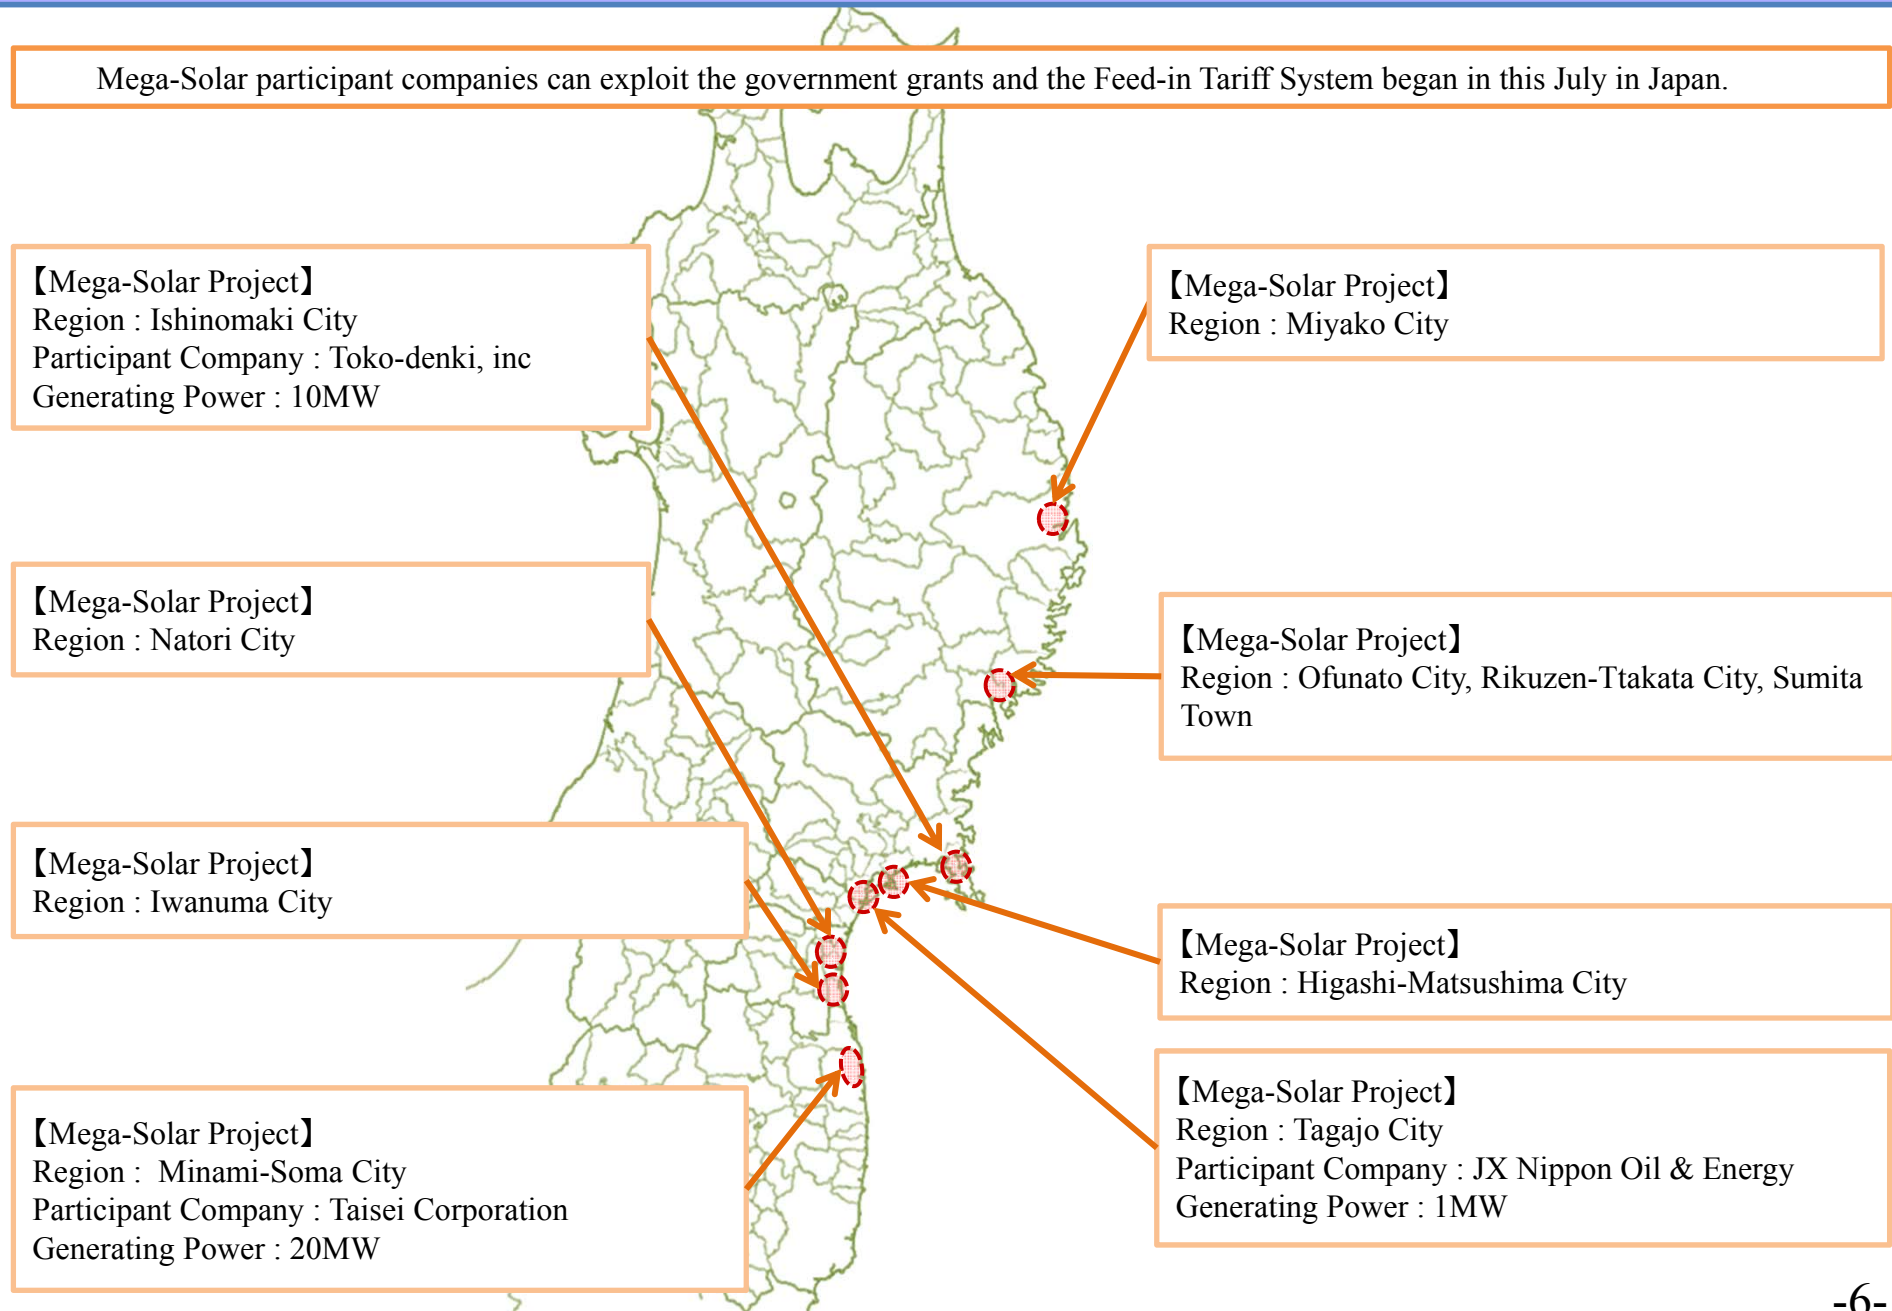 Mega-Solar participant companies can exploit the government grants and the Feed-in Tariff System began in this July in Japan.
【Mega-Solar Project】
Region : Ishinomaki City
Participant Company : Toko-denki, inc
Generating Power : 10MW
【Mega-Solar Project】
Region : Miyako City
【Mega-Solar Project】
Region : Natori City
【Mega-Solar Project】
Region : Ofunato City, Rikuzen-Ttakata City, Sumita
Town
【Mega-Solar Project】
Region : Iwanuma City
【Mega-Solar Project】
Region : Higashi-Matsushima City
【Mega-Solar Project】
Region :  Minami-Soma City
Participant Company : Taisei Corporation
Generating Power : 20MW
【Mega-Solar Project】
Region : Tagajo City
Participant Company : JX Nippon Oil & Energy
Generating Power : 1MW
-6-